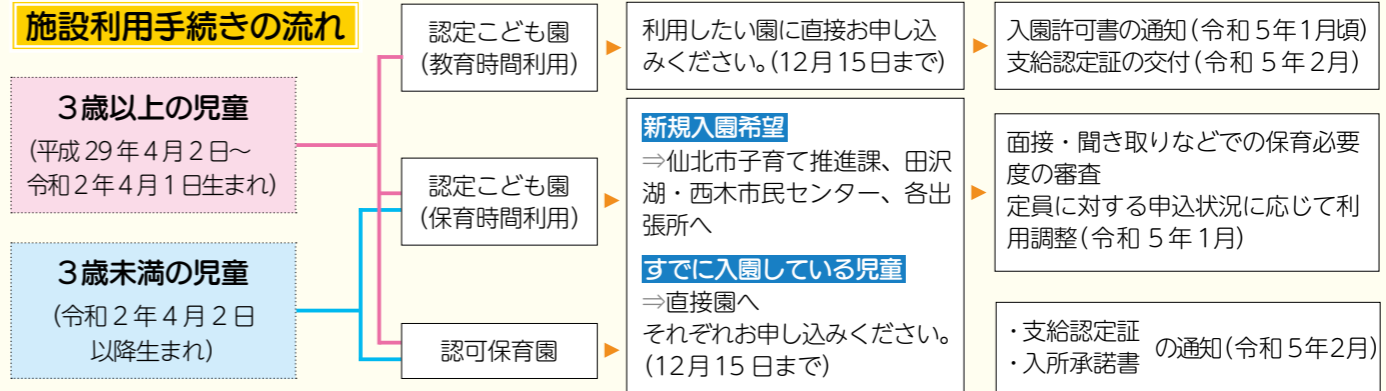 施設利用手続きの流れ
3歳以上の児童
(平成29年4月2日～
令和2年4月1日生まれ)
3歳未満の児童
(令和2年4月2日
以降生まれ)
認定こども園
(教育時間利用)
認定こども園
(保育時間利用)
認可保育園
利用したい園に直接お申し込
みください。(12月15日まで)
新規入園希望
⇒仙北市子育て推進課、田沢
湖・西木市民センター、各出
張所へ
すでに入園している児童
⇒直接園へ
それぞれお申し込みください。
(12月15日まで)
入園許可書の通知(令和5年1月頃)
支給認定証の交付(令和5年2月)
面接・聞き取りなどでの保育必要
度の審査
定員に対する申込状況に応じて利
用調整(令和5年1月)
・支給認定証
・入所承諾書
の通知(令和5年2月)